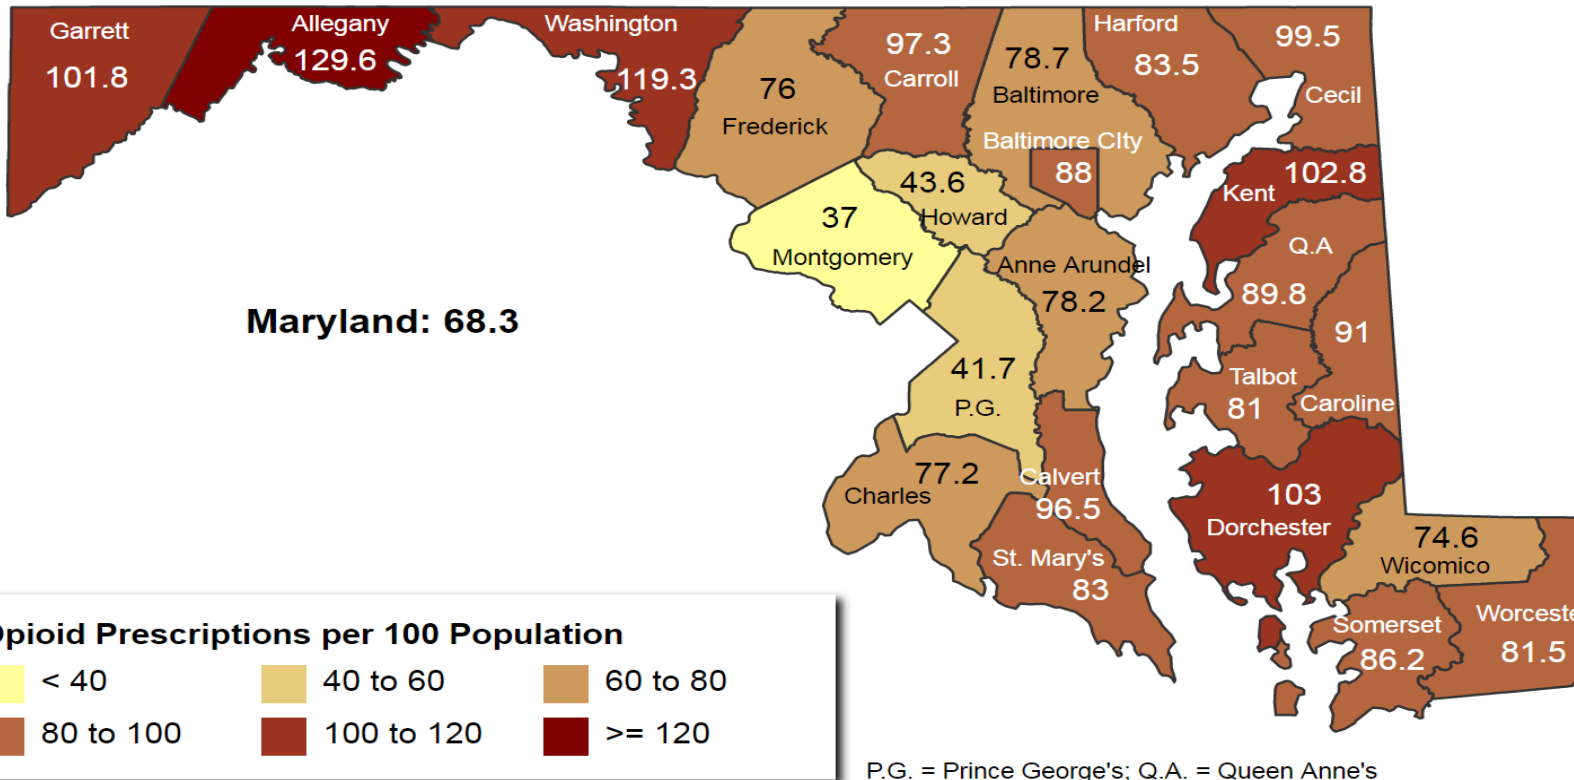 Garrett
101.8
Allegany
129.6
Washington
119.3
76
Frederick
97.3
Carroll
78.7
Baltimore
Baltimore CIty
88
Harford
83.5
99.5
Cecil
102.8
Kent
43.6
Howard
37
Montgomery
Anne Arundel
78.2
Q.A
89.8
91
Caroline
Talbot
81
Maryland: 68.3
41.7
P.G.
77.2
Charles
Calvert
96.5
St. Mary's
83
103
Dorchester
74.6
Wicomico
Somerset
86.2
Worceste
81.5
pioid Prescriptions per 100 Population
< 40
40 to 60
60 to 80
80 to 100
100 to 120
>= 120
P.G. = Prince George's; Q.A. = Queen Anne's